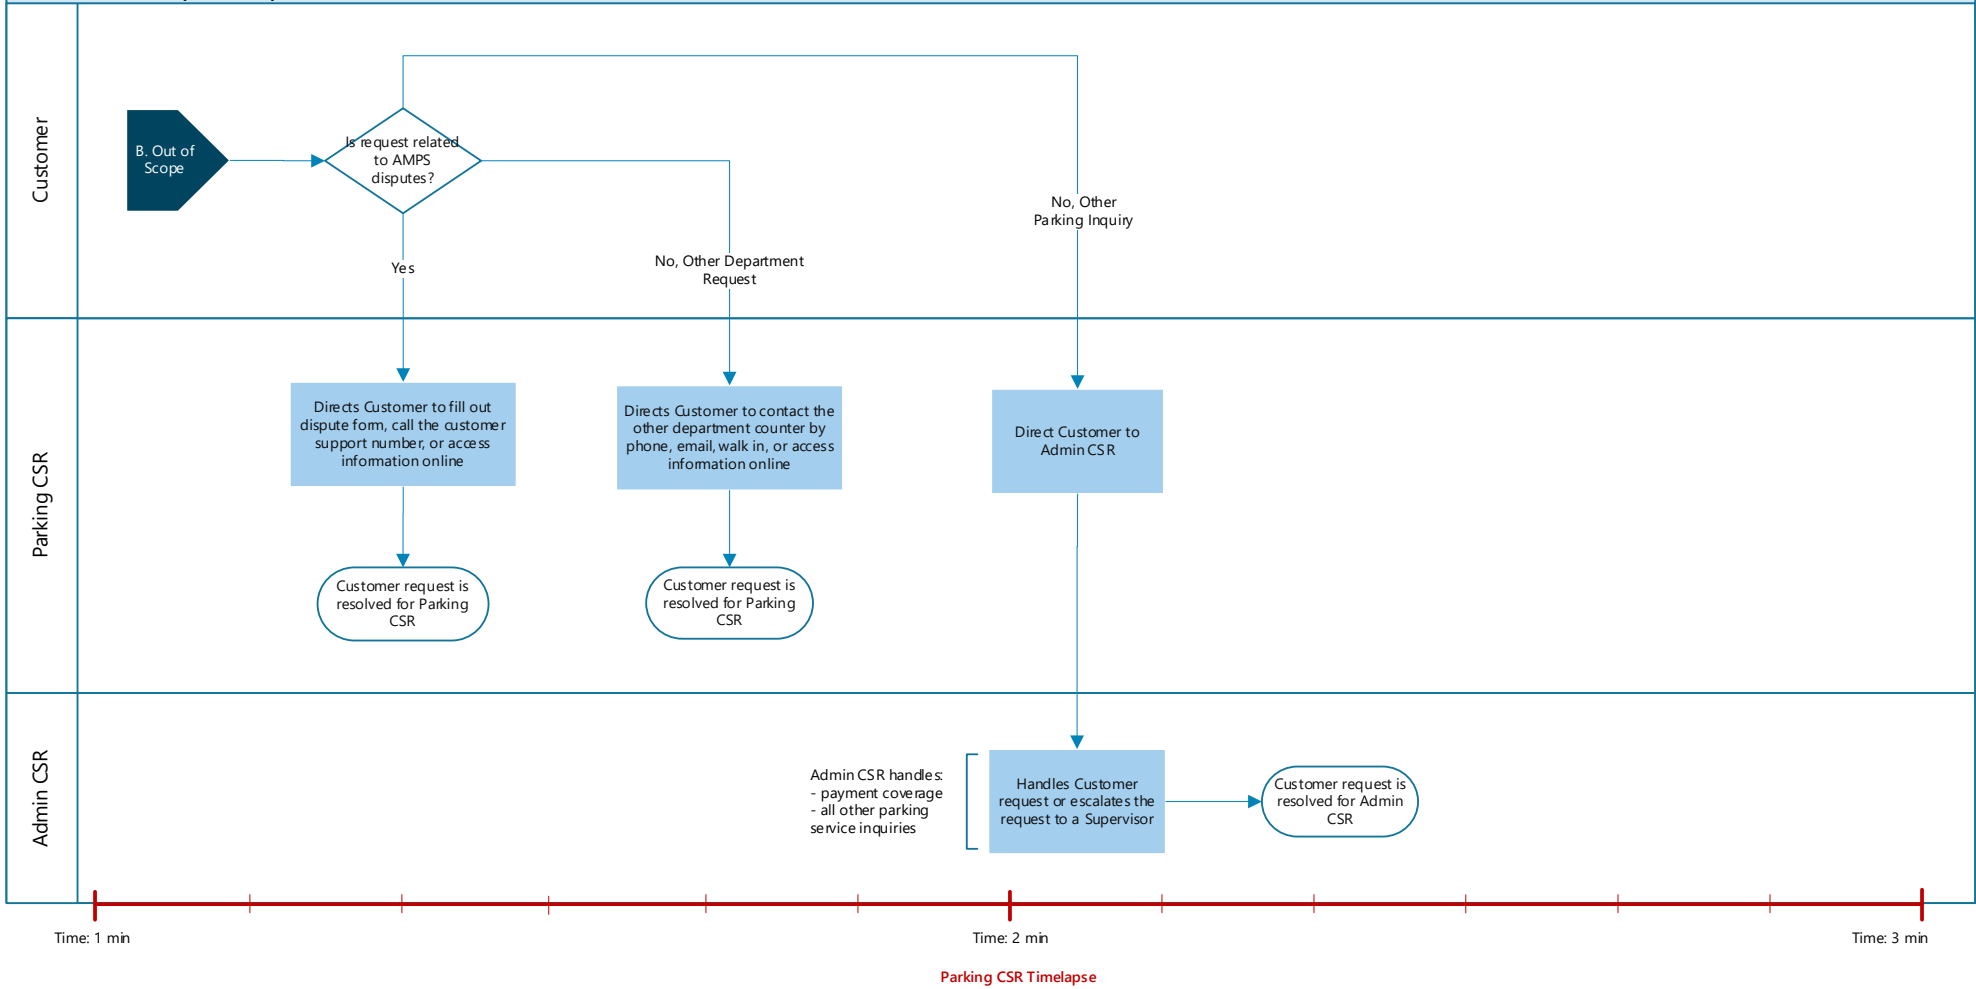 Customer
B. Out of
Scope
Is request related
to AMPS
disputes?
Yes
No, Other Department
Request
No, Other
Parking Inquiry
Parking CSR
Directs Customer to fill out
dispute form, call the customer
support number, or access
information online
Directs Customer to contact the
other department counter by
phone, email, walk in, or access
information online
Direct Customer to
Admin CSR
Customer request is
resolved for Parking
CSR
Customer request is
resolved for Parking
CSR
Admin CSR
Admin CSR handles:
- payment coverage
- all other parking
service inquiries
Handles Customer
request or escalates the
request to a Supervisor
Customer request is
resolved for Admin
CSR
Time: 1 min
Time: 2 min
Time: 3 min
Parking CSR Timelapse